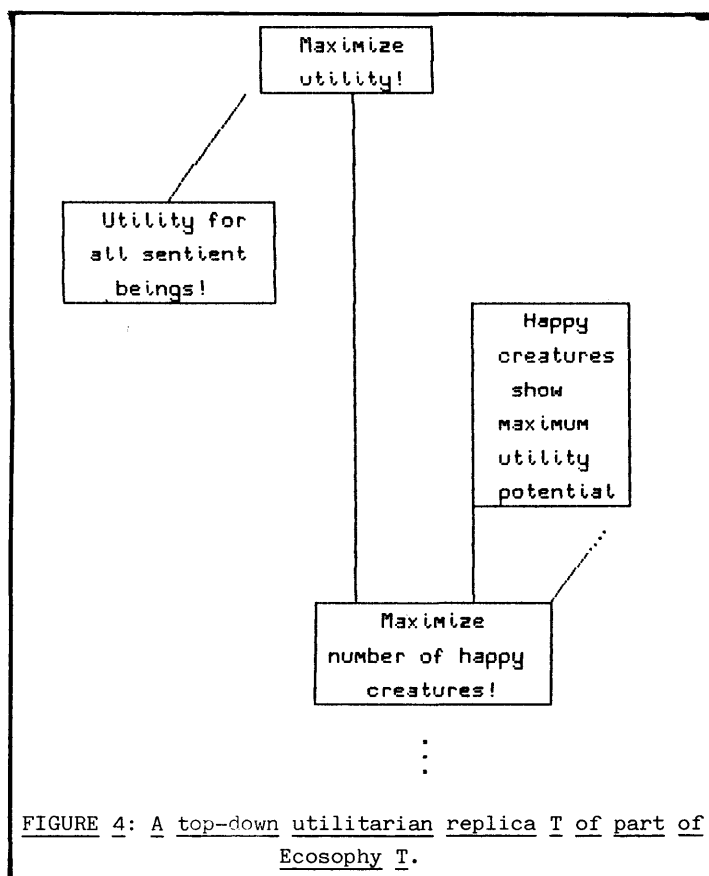 Maximize
utility!
Utility for
all sentient
beings!
Happy
creatures
show
maximum
utility
potential
Maximize
number of happy
creatures!
FIGURE 4: A top-down utilitarian replica T of part of
Ecosophy T.